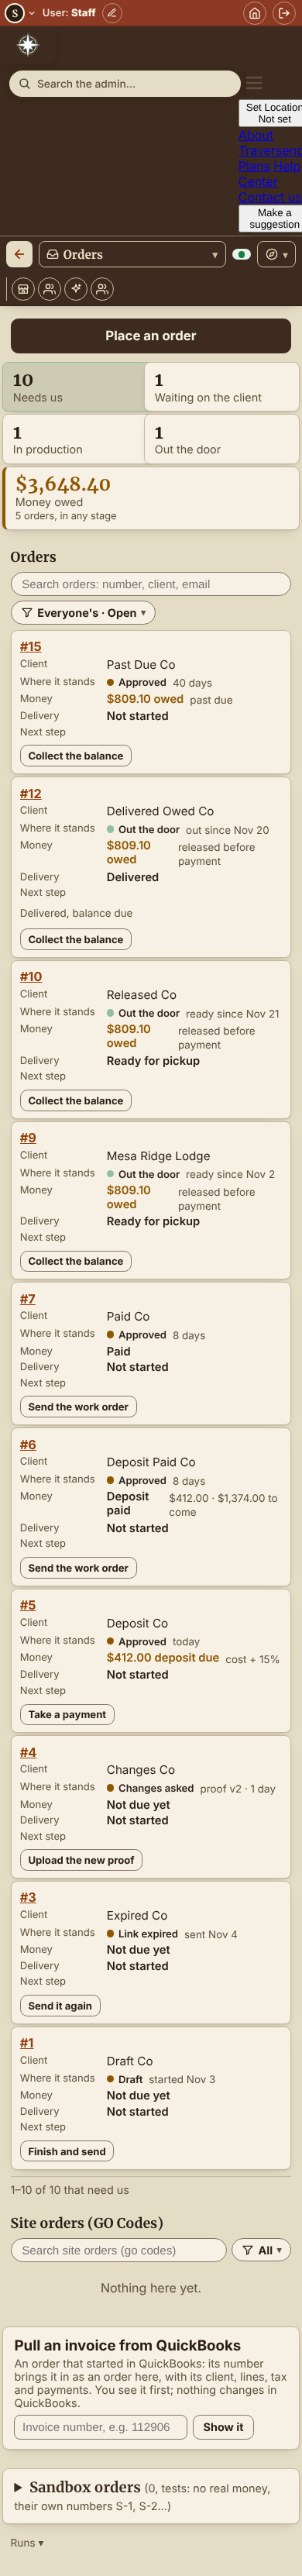 S User: Staff
Search the admin...
Set Location
Not set
About
Traversend
Plans Help
Center
Contact us
Make a
suggestion
Orders
Place an order
10
Needs us
1
Waiting on the client
1
In production
1
Out the door
$3,648.40
Money owed
5 orders, in any stage
Orders
Search orders: number, client, email
Everyone's · Open
#15
Client Past Due Co
Where it stands Approved 40 days
Money $809.10 owed past due
Delivery Not started
Next step
Collect the balance
#12
Client Delivered Owed Co
Where it stands Out the door out since Nov 20
Money $809.10 owed released before payment
Delivery Delivered
Next step
Delivered, balance due
Collect the balance
#10
Client Released Co
Where it stands Out the door ready since Nov 21
Money $809.10 owed released before payment
Delivery Ready for pickup
Next step
Collect the balance
#9
Client Mesa Ridge Lodge
Where it stands Out the door ready since Nov 2
Money $809.10 owed released before payment
Delivery Ready for pickup
Next step
Collect the balance
#7
Client Paid Co
Where it stands Approved 8 days
Money Paid
Delivery Not started
Next step
Send the work order
#6
Client Deposit Paid Co
Where it stands Approved 8 days
Money Deposit paid $412.00 · $1,374.00 to come
Delivery Not started
Next step
Send the work order
#5
Client Deposit Co
Where it stands Approved today
Money $412.00 deposit due cost + 15%
Delivery Not started
Next step
Take a payment
#4
Client Changes Co
Where it stands Changes asked proof v2 · 1 day
Money Not due yet
Delivery Not started
Next step
Upload the new proof
#3
Client Expired Co
Where it stands Link expired sent Nov 4
Money Not due yet
Delivery Not started
Next step
Send it again
#1
Client Draft Co
Where it stands Draft started Nov 3
Money Not due yet
Delivery Not started
Next step
Finish and send
1–10 of 10 that need us
Site orders (GO Codes)
Search site orders (go codes)
All
Nothing here yet.
Pull an invoice from QuickBooks
An order that started in QuickBooks: its number
brings it in as an order here, with its client, lines, tax
and payments. You see it first; nothing changes in
QuickBooks.
Invoice number, e.g. 112906
Show it
Sandbox orders (0, tests: no real money,
their own numbers S-1, S-2...)
Runs